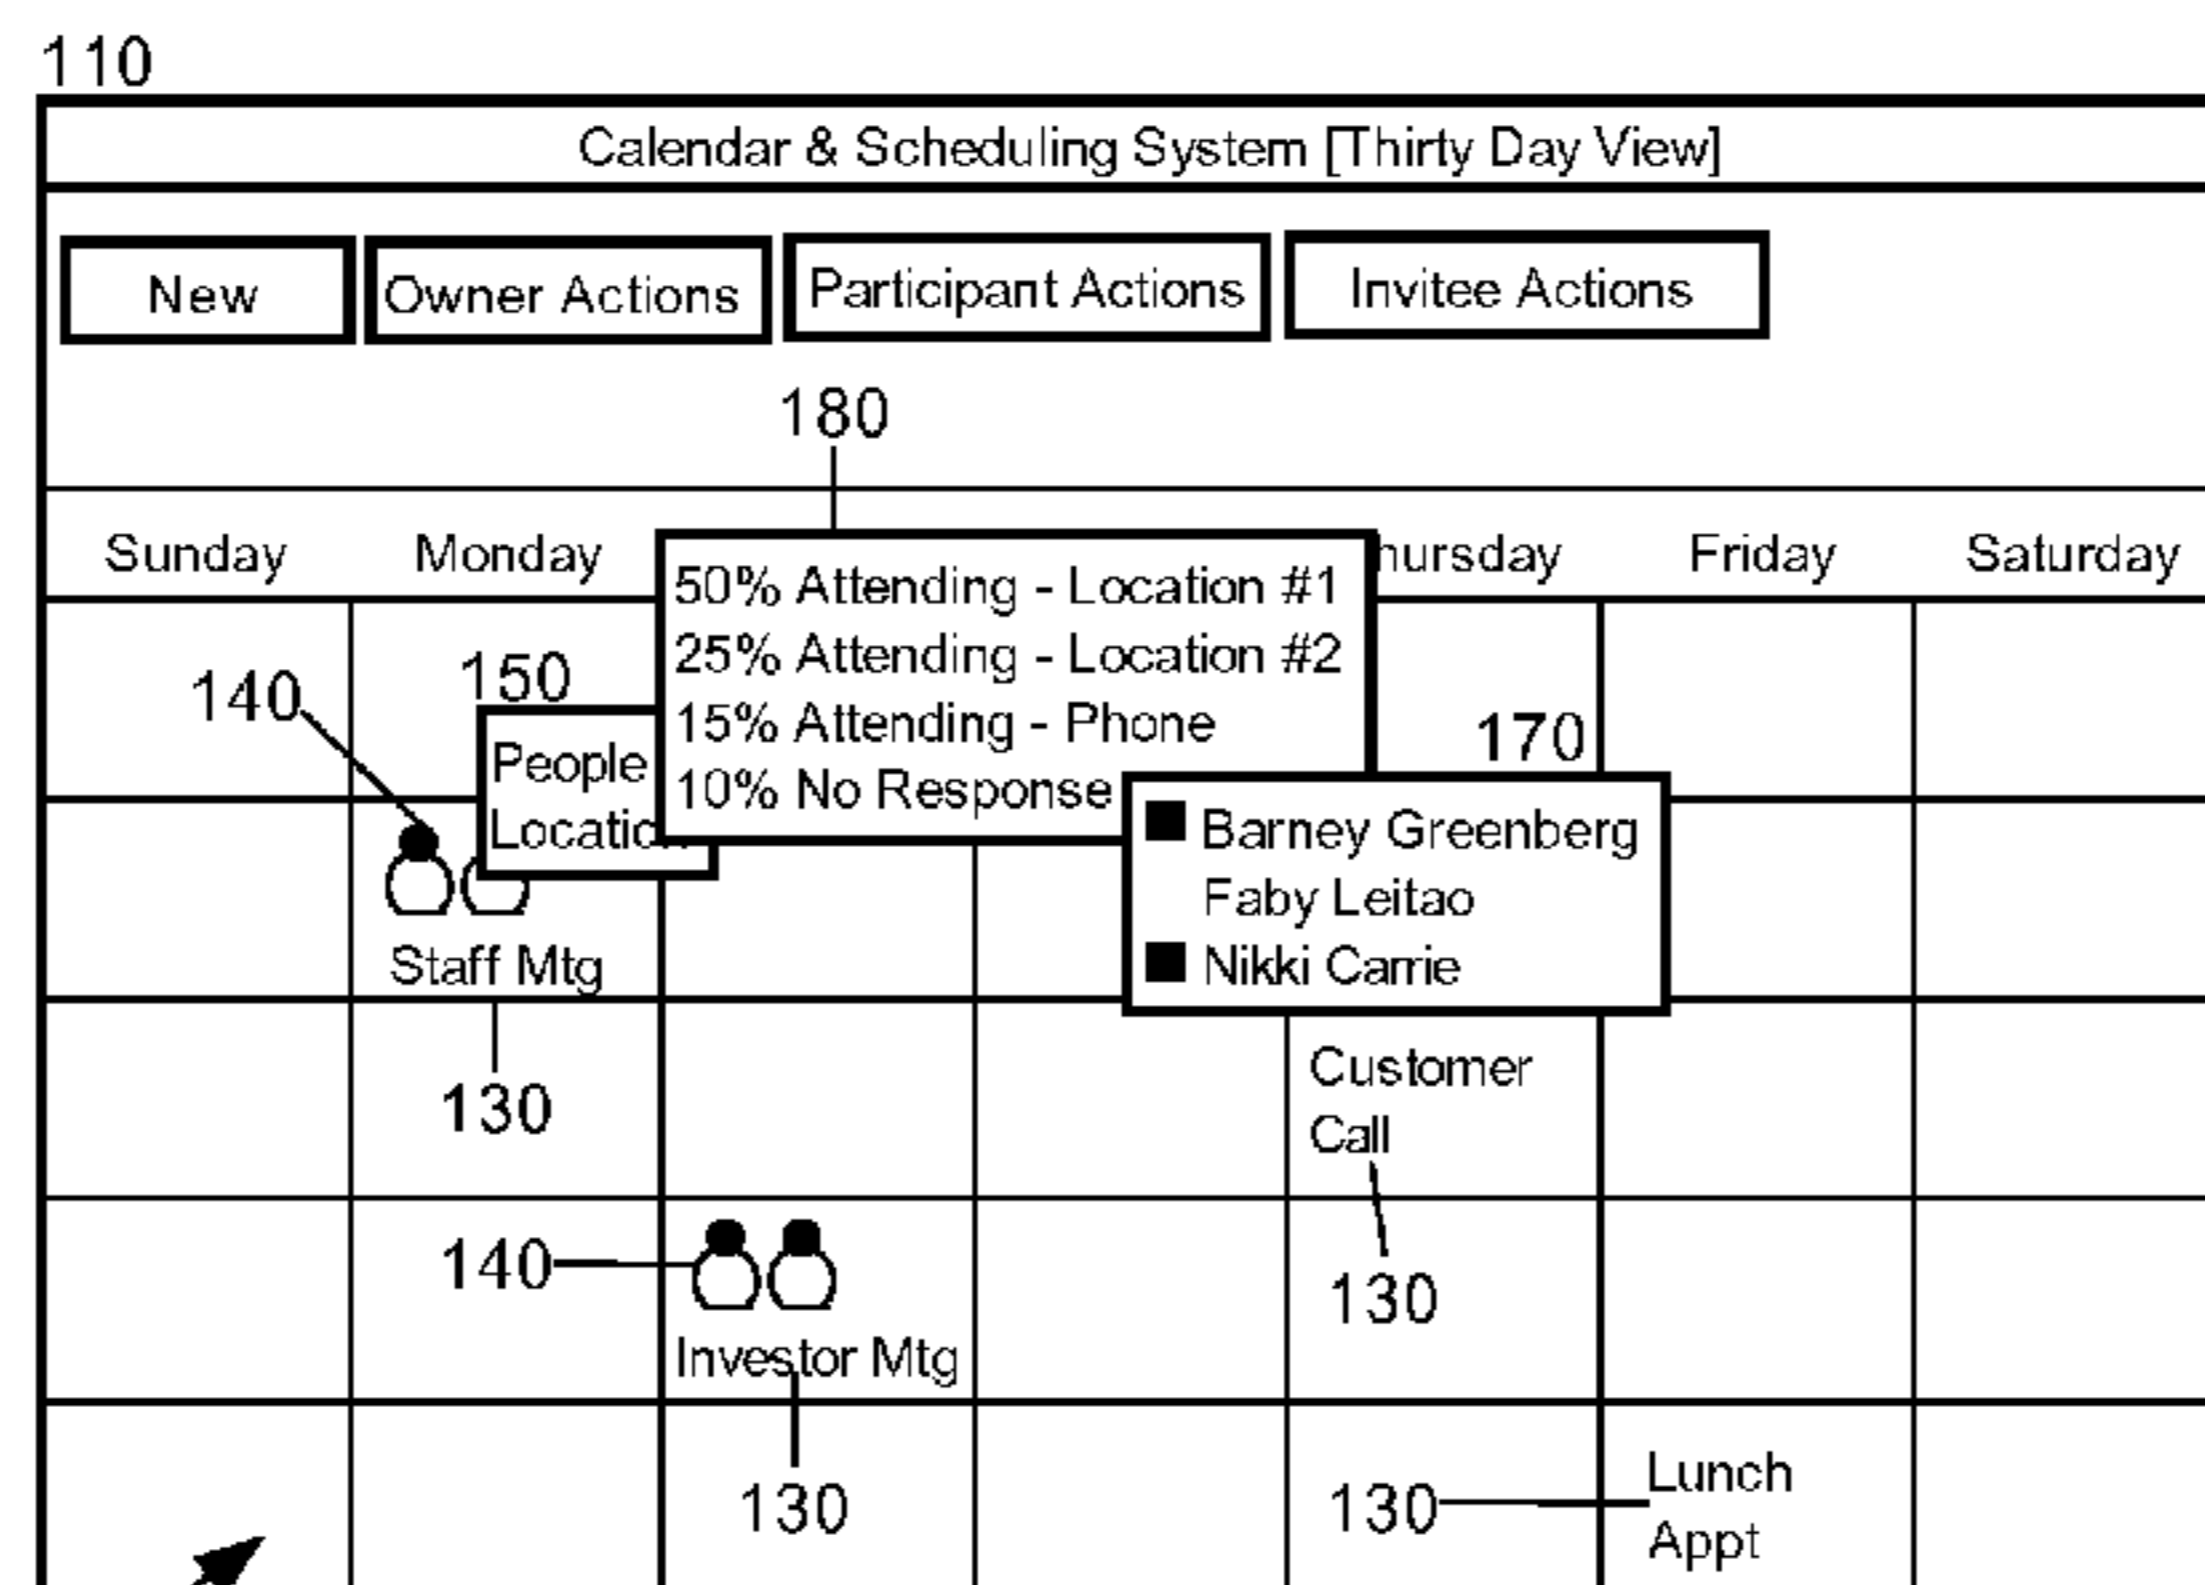 110
Calendar & Scheduling System [Thirty Day View]
New Owner Actions Participant Actions Invitee Actions
180
Sunday Monday hursday Friday Saturday
50% Attending - Location #1
25% Attending - Location #2
15% Attending - Phone
10% No Response
140
150
People
Locatio
170
Barney Greenberg
Faby Leitao
Nikki Carrie
Staff Mtg
130
Customer
Call
130
140
Investor Mtg
130
130
Lunch
Appt